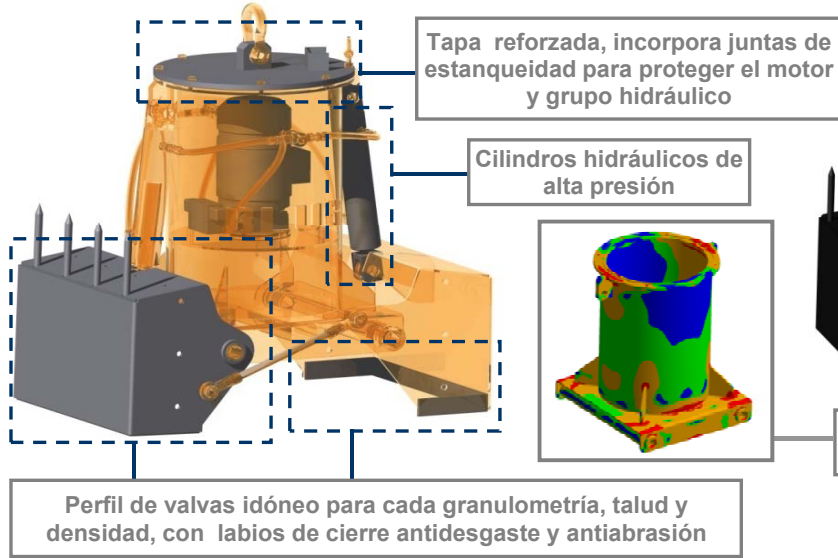 Tapa reforzada, incorpora juntas de
estanqueidad para proteger el motor
y grupo hidráulico
Cilindros hidráulicos de
alta presión
Perfil de valvas idóneo para cada granulometría, talud y
densidad, con labios de cierre antidesgaste y antiabrasión